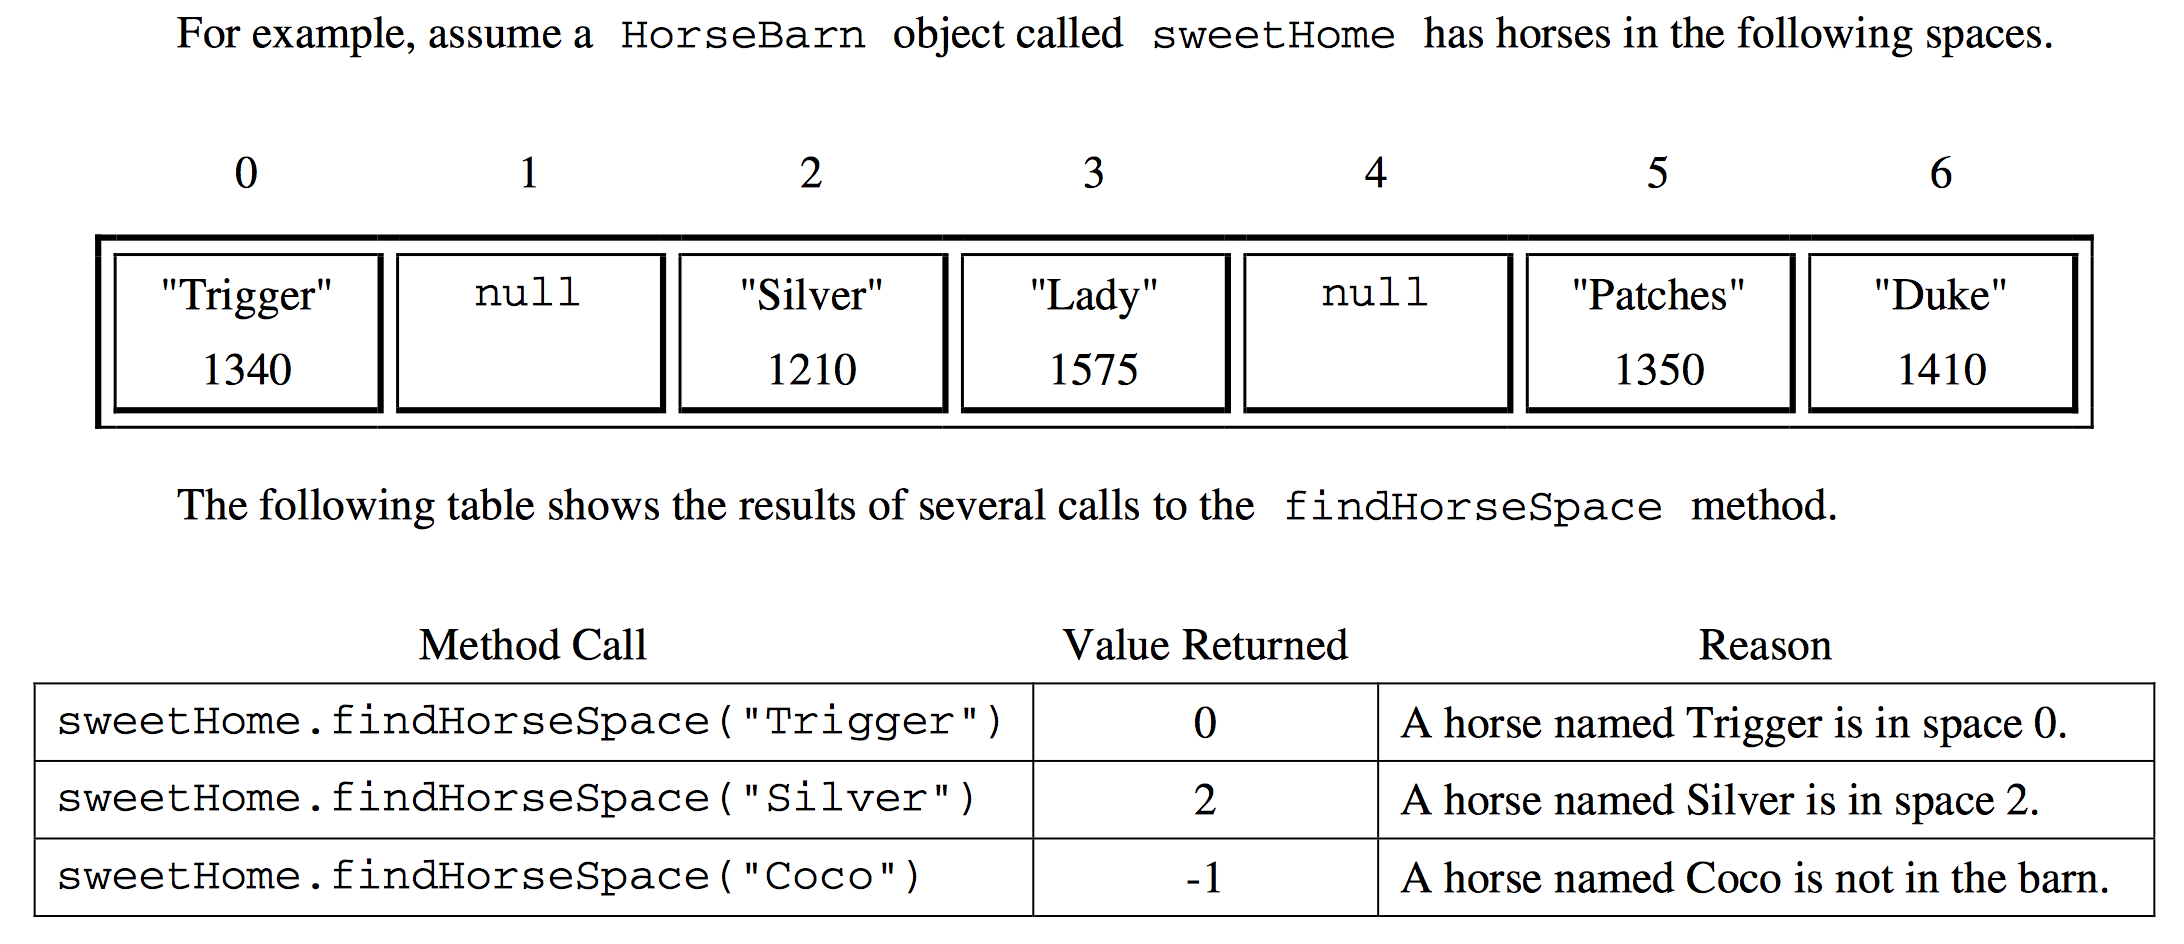 For example, assume a HorseBarn object called sweetHome has horses in the following spaces.
0 1 2 3 4 5 6
"Trigger" null "Silver" "Lady" null "Patches" "Duke"
1340 1210 1575 1350 1410
The following table shows the results of several calls to the findHorseSpace method.
Method Call Value Returned Reason
sweetHome.findHorseSpace("Trigger") 0 A horse named Trigger is in space 0.
sweetHome.findHorseSpace("Silver") 2 A horse named Silver is in space 2.
sweetHome.findHorseSpace("Coco") -1 A horse named Coco is not in the barn.